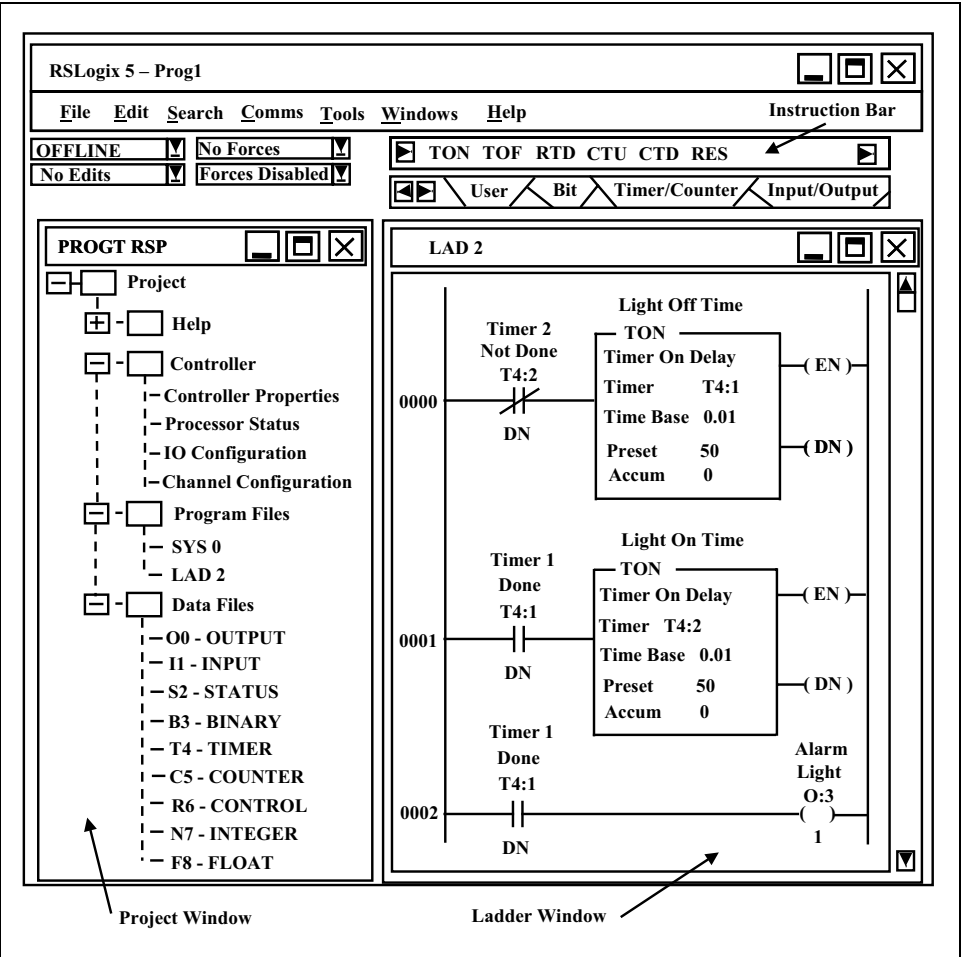 RSLogix 5 – Prog1
File Edit Search Comms Tools Windows Help
Instruction Bar
OFFLINE
No Forces
No Edits
Forces Disabled
TON TOF RTD CTU CTD RES
User Bit Timer/Counter Input/Output
PROGT RSP
Project
Help
Controller
Controller Properties
Processor Status
IO Configuration
Channel Configuration
Program Files
SYS 0
LAD 2
Data Files
O0 - OUTPUT
I1 - INPUT
S2 - STATUS
B3 - BINARY
T4 - TIMER
C5 - COUNTER
R6 - CONTROL
N7 - INTEGER
F8 - FLOAT
Project Window
LAD 2
Light Off Time
Timer 2
Not Done
T4:2
0000
DN
TON
Timer On Delay
Timer T4:1
Time Base 0.01
Preset 50
Accum 0
( EN )
( DN )
Light On Time
Timer 1
Done
T4:1
0001
DN
TON
Timer On Delay
Timer T4:2
Time Base 0.01
Preset 50
Accum 0
( EN )
( DN )
Timer 1
Done
T4:1
0002
DN
Alarm
Light
O:3
( )
1
Ladder Window